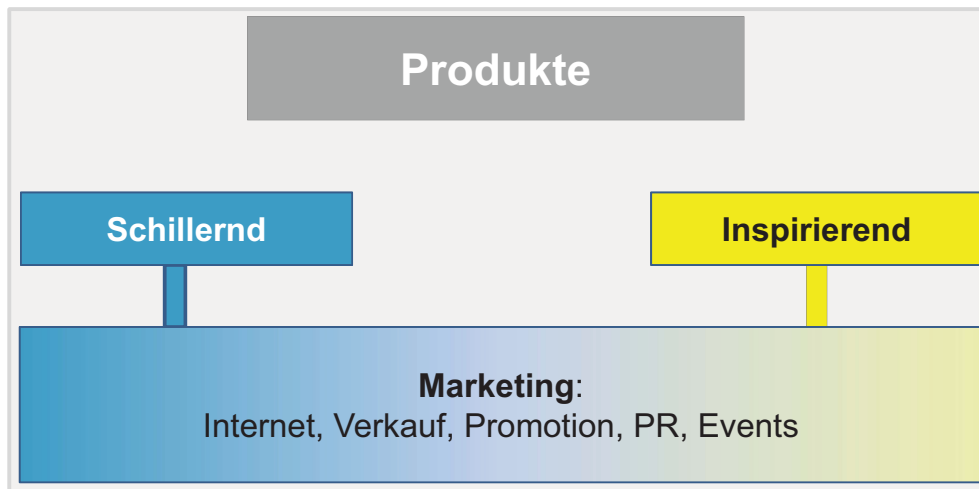 Produkte
Schillernd
Inspirierend
Marketing:
Internet, Verkauf, Promotion, PR, Events